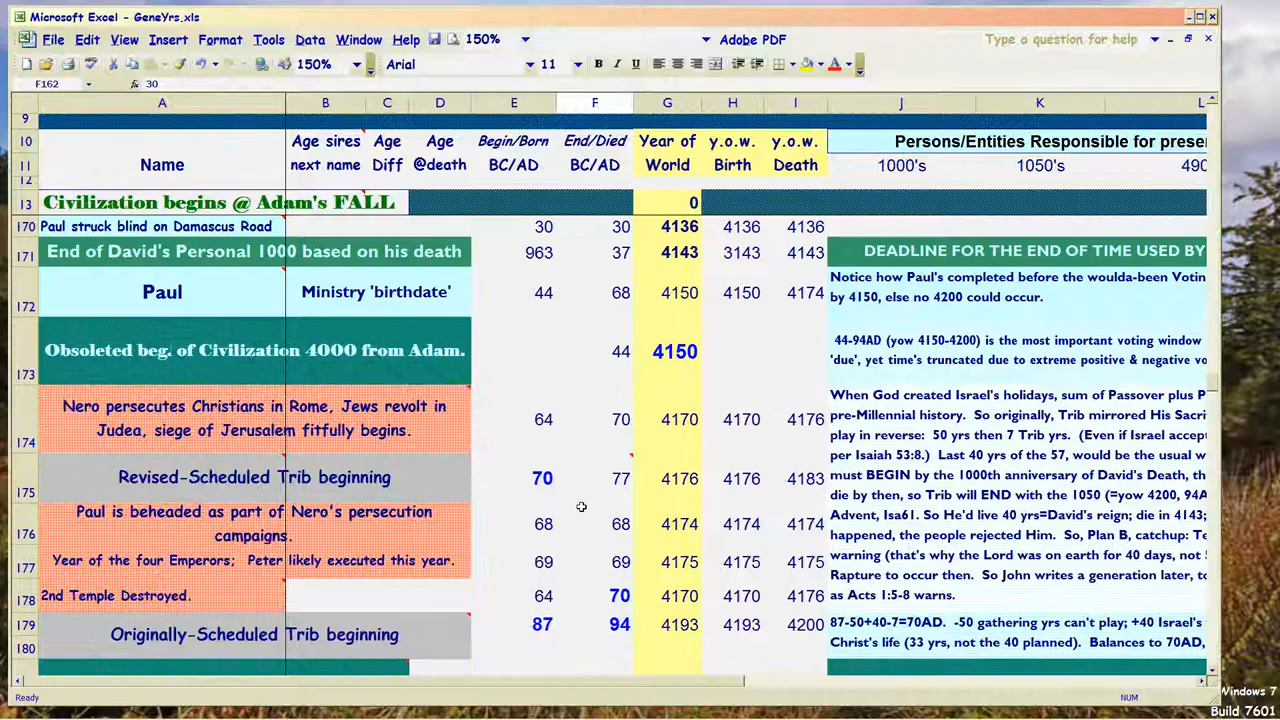 Microsoft Excel - GeneYrs.xls
File Edit View Insert Format Tools Data Window Help 150% Adobe PDF Type a question for help
150% Arial 11 B I U
F162 fx 30
A B C D E F G H I J K L
9
10 Age sires Age Age Begin/Born End/Died Year of y.o.w. y.o.w. Persons/Entities Responsible for prese
11 Name next name Diff @death BC/AD BC/AD World Birth Death 1000's 1050's 490
12
13 Civilization begins @ Adam's FALL 0
170 Paul struck blind on Damascus Road 30 30 4136 4136 4136
171 End of David's Personal 1000 based on his death 963 37 4143 3143 4143 DEADLINE FOR THE END OF TIME USED BY
Notice how Paul's completed before the woulda-been Votin
172 Paul Ministry 'birthdate' 44 68 4150 4150 4174
by 4150, else no 4200 could occur.
44-94AD (yow 4150-4200) is the most important voting window
173 Obsoleted beg. of Civilization 4000 from Adam. 44 4150
'due', yet time's truncated due to extreme positive & negative vo
When God created Israel's holidays, sum of Passover plus P
Nero persecutes Christians in Rome, Jews revolt in
pre-Millennial history. So originally, Trib mirrored His Sacri
174 Judea, siege of Jerusalem fitfully begins. 64 70 4170 4170 4176
play in reverse: 50 yrs then 7 Trib yrs. (Even if Israel accept
per Isaiah 53:8.) Last 40 yrs of the 57, would be the usual w
175 Revised-Scheduled Trib beginning 70 77 4176 4176 4183
must BEGIN by the 1000th anniversary of David's Death, th
die by then, so Trib will END with the 1050 (=yow 4200, 94A
Paul is beheaded as part of Nero's persecution
176 campaigns. 68 68 4174 4174 4174
Advent, Isa61. So He'd live 40 yrs=David's reign; die in 4143;
happened, the people rejected Him. So, Plan B, catchup: Te
177 Year of the four Emperors; Peter likely executed this year. 69 69 4175 4175 4175
warning (that's why the Lord was on earth for 40 days, not
Rapture to occur then. So John writes a generation later, to
178 2nd Temple Destroyed. 64 70 4170 4170 4176
as Acts 1:5-8 warns.
179 87 94 4193 4193 4200 87-50+40-7=70AD. -50 gathering yrs can't play; +40 Israel's
180 Originally-Scheduled Trib beginning
Christ's life (33 yrs, not the 40 planned). Balances to 70AD,
Ready NUM
Windows 7
Build 7601